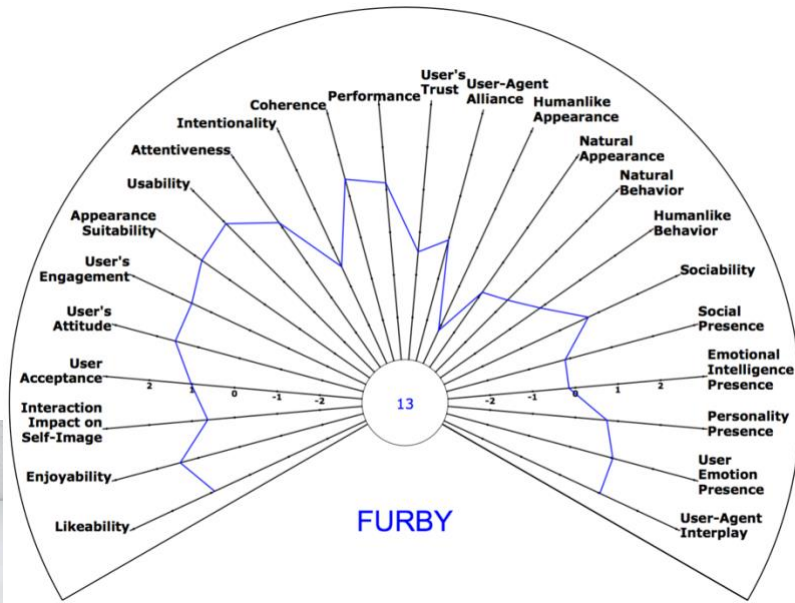 User's
Trust
User-Agent
Alliance
Performance
Humanlike
Appearance
Coherence
Intentionality
Natural
Appearance
Attentiveness
Natural
Behavior
Usability
Appearance
Suitability
Humanlike
Behavior
User's
Engagement
Sociability
User's
Attitude
Social
Presence
User
Acceptance
2 1 0 -1 -2
-2 -1 0 1 2
Emotional
Intelligence
Presence
Interaction
Impact on
Self-Image
13
Personality
Presence
Enjoyability
User
Emotion
Presence
Likeability
FURBY
User-Agent
Interplay